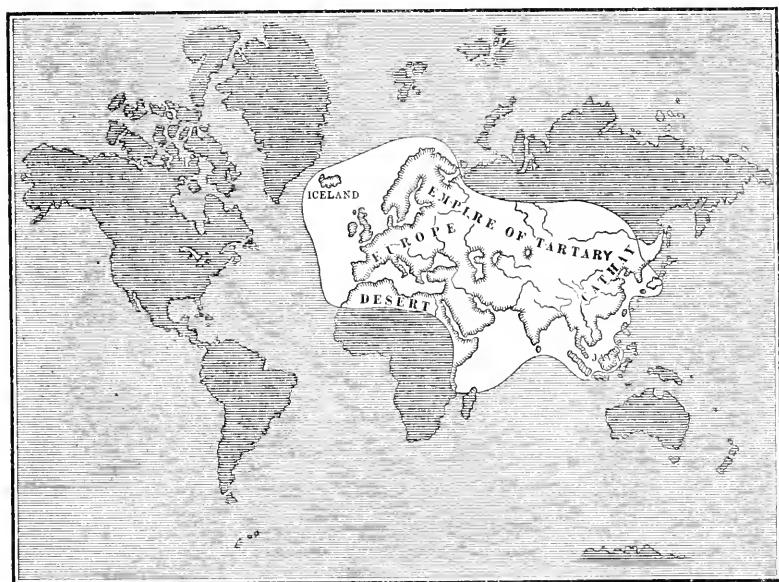 ICELAND
EUROPE
EMPIRE OF TARTARY
CATHAY
DESERT